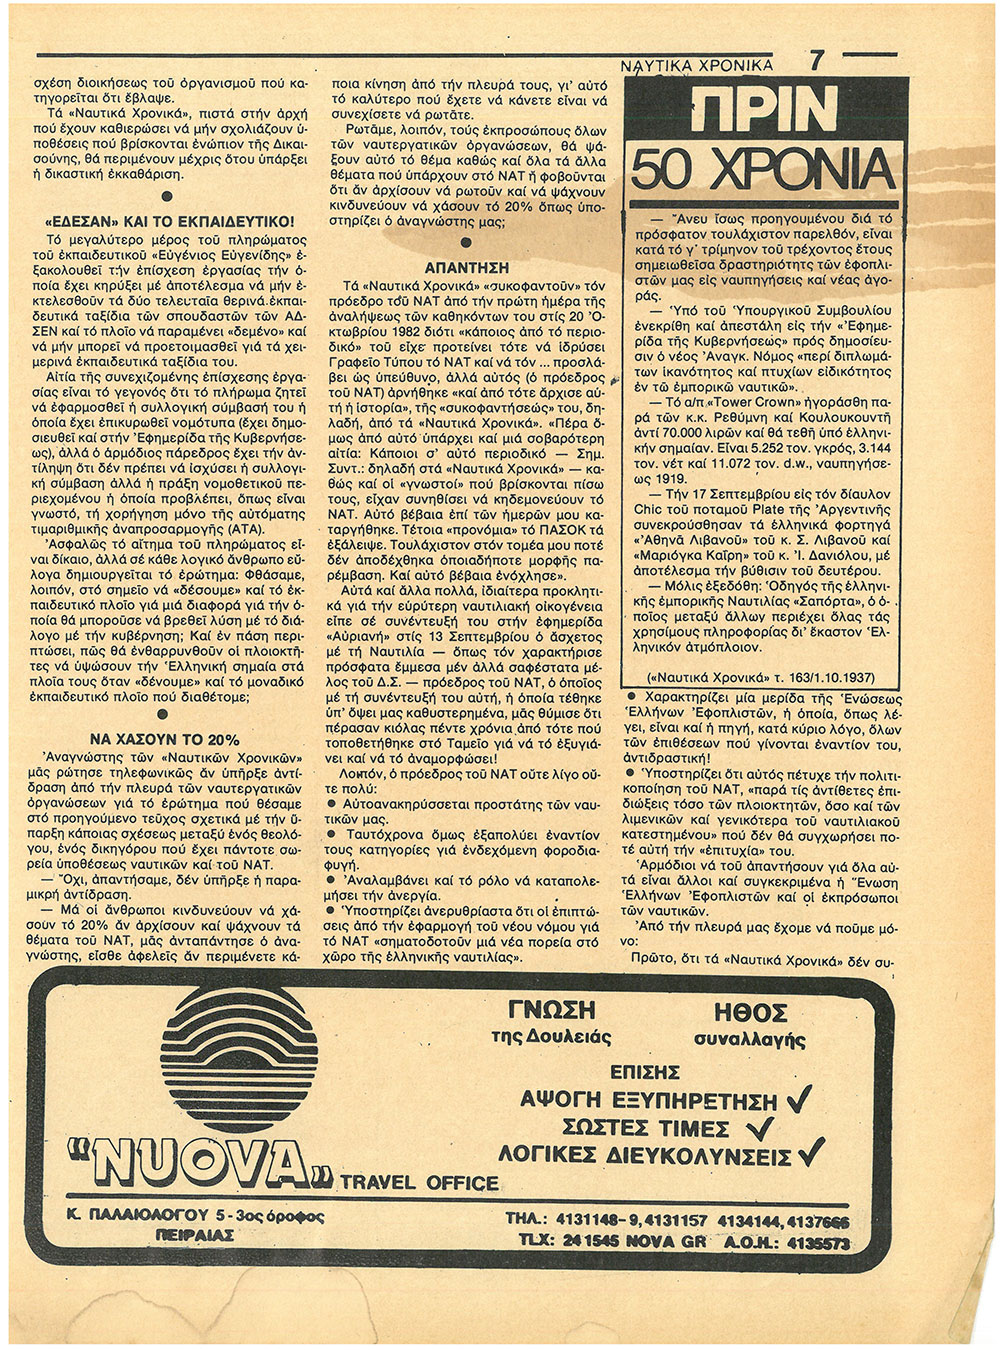 ΝΑΥΤΙΚΑ ΧΡΟΝΙΚΑ 7
σχέση διοικήσεως τοῦ ὀργανισμοῦ πού κα-
τηγορεῖται ὅτι ἔβλαψε.
Τά «Ναυτικά Χρονικά», πιστά στήν ἀρχή
πού ἔχουν καθιερώσει νά μήν σχολιάζουν ὑ-
ποθέσεις πού βρίσκονται ἐνώπιον τῆς Δικαι-
οσύνης, θά περιμένουν μέχρις ὅτου ὑπάρξει
ἡ δικαστική ἐκκαθάριση.
●
«ΕΔΕΣΑΝ» ΚΑΙ ΤΟ ΕΚΠΑΙΔΕΥΤΙΚΟ!
Τό μεγαλύτερο μέρος τοῦ πληρώματος
τοῦ ἐκπαιδευτικοῦ «Εὐγένιος Εὐγενίδης» ἐ-
ξακολουθεῖ τήν ἐπίσχεση ἐργασίας τήν ὁ-
ποία ἔχει κηρύξει μέ ἀποτέλεσμα νά μήν ἐ-
κτελεσθοῦν τά δύο τελευταῖα θερινά ἐκπαι-
δευτικά ταξίδια τῶν σπουδαστῶν τῶν ΑΔ-
ΣΕΝ καί τό πλοῖο νά παραμένει «δεμένο» καί
νά μήν μπορεῖ νά προετοιμασθεῖ γιά τά χει-
μερινά ἐκπαιδευτικά ταξίδια του.
Αἰτία τῆς συνεχιζομένης ἐπίσχεσης ἐργα-
σίας εἶναι τό γεγονός ὅτι τό πλήρωμα ζητεῖ
νά ἐφαρμοσθεῖ ἡ συλλογική σύμβασή του ἡ
ὁποία ἔχει ἐπικυρωθεῖ νομότυπα (ἔχει δημο-
σιευθεῖ καί στήν Ἐφημερίδα τῆς Κυβερνήσε-
ως), ἀλλά ὁ ἁρμόδιος πάρεδρος ἔχει τήν ἀν-
τίληψη ὅτι δέν πρέπει νά ἰσχύσει ἡ συλλογι-
κή σύμβαση ἀλλά ἡ πράξη νομοθετικοῦ πε-
ριεχομένου ἡ ὁποία προβλέπει, ὅπως εἶναι
γνωστό, τή χορήγηση μόνο τῆς αὐτόματης
τιμαριθμικῆς ἀναπροσαρμογῆς (ΑΤΑ).
Ἀσφαλῶς τό αἴτημα τοῦ πληρώματος εἶ-
ναι δίκαιο, ἀλλά σέ κάθε λογικό ἄνθρωπο εὔ-
λογα δημιουργεῖται τό ἐρώτημα: Φθάσαμε,
λοιπόν, στό σημεῖο νά «δέσουμε» καί τό ἐκ-
παιδευτικό πλοῖο γιά μιά διαφορά γιά τήν ὁ-
ποία θά μποροῦσε νά βρεθεῖ λύση μέ τό διά-
λογο μέ τήν κυβέρνηση; Καί ἐν πάση περι-
πτώσει, πῶς θά ἐνθαρρυνθοῦν οἱ πλοιοκτῆ-
τες νά ὑψώσουν τήν Ἑλληνική σημαία στά
πλοῖα τους ὅταν «δένουμε» καί τό μοναδικό
ἐκπαιδευτικό πλοῖο πού διαθέτομε;
●
ΝΑ ΧΑΣΟΥΝ ΤΟ 20%
Ἀναγνώστης τῶν «Ναυτικῶν Χρονικῶν»
μᾶς ρώτησε τηλεφωνικῶς ἄν ὑπῆρξε ἀντί-
δραση ἀπό τήν πλευρά τῶν ναυτεργατικῶν
ὀργανώσεων γιά τό ἐρώτημα πού θέσαμε
στό προηγούμενο τεῦχος σχετικά μέ τήν ὕ-
παρξη κάποιας σχέσεως μεταξύ ἑνός θεολό-
γου, ἑνός δικηγόρου πού ἔχει πάντοτε σω-
ρεία ὑποθέσεων ναυτικῶν καί τοῦ ΝΑΤ.
— Ὄχι, ἀπαντήσαμε, δέν ὑπῆρξε ἡ παρα-
μικρή ἀντίδραση.
— Μά οἱ ἄνθρωποι κινδυνεύουν νά χά-
σουν τό 20% ἄν ἀρχίσουν καί ψάχνουν τά
θέματα τοῦ ΝΑΤ, μᾶς ἀνταπάντησε ὁ ἀνα-
γνώστης, εἶσθε ἀφελεῖς ἄν περιμένετε κά-
ποια κίνηση ἀπό τήν πλευρά τους, γι' αὐτό
τό καλύτερο πού ἔχετε νά κάνετε εἶναι νά
συνεχίσετε νά ρωτᾶτε.
Ρωτᾶμε, λοιπόν, τούς ἐκπροσώπους ὅλων
τῶν ναυτεργατικῶν ὀργανώσεων, θά ψά-
ξουν αὐτό τό θέμα καθώς καί ὅλα τά ἄλλα
θέματα πού ὑπάρχουν στό ΝΑΤ ἤ φοβοῦνται
ὅτι ἄν ἀρχίσουν νά ρωτοῦν καί νά ψάχνουν
κινδυνεύουν νά χάσουν τό 20% ὅπως ὑπο-
στηρίζει ὁ ἀναγνώστης μας;
●
ΑΠΑΝΤΗΣΗ
Τά «Ναυτικά Χρονικά» «συκοφαντοῦν» τόν
πρόεδρο τοῦ ΝΑΤ ἀπό τήν πρώτη ἡμέρα τῆς
ἀναλήψεως τῶν καθηκόντων του στίς 20 Ὀ-
κτωβρίου 1982 διότι «κάποιος ἀπό τό περιο-
δικό» τοῦ εἶχε προτείνει τότε νά ἱδρύσει
Γραφεῖο Τύπου τό ΝΑΤ καί νά τόν ... προσλά-
βει ὡς ὑπεύθυνο, ἀλλά αὐτός (ὁ πρόεδρος
τοῦ ΝΑΤ) ἀρνήθηκε «καί ἀπό τότε ἄρχισε αὐ-
τή ἡ ἱστορία», τῆς «συκοφαντήσεώς» του, δη-
λαδή, ἀπό τά «Ναυτικά Χρονικά». «Πέρα ὅ-
μως ἀπό αὐτό ὑπάρχει καί μιά σοβαρότερη
αἰτία: Κάποιοι σ' αὐτό περιοδικό — Σημ.
Συντ.: δηλαδή στά «Ναυτικά Χρονικά» — κα-
θώς καί οἱ «γνωστοί» πού βρίσκονται πίσω
τους, εἶχαν συνηθίσει νά κηδεμονεύουν τό
ΝΑΤ. Αὐτό βέβαια ἐπί τῶν ἡμερῶν μου κα-
ταργήθηκε. Τέτοια «προνόμια» τό ΠΑΣΟΚ τά
ἐξάλειψε. Τουλάχιστον στόν τομέα μου ποτέ
δέν ἀποδέχθηκα ὁποιαδήποτε μορφῆς πα-
ρέμβαση. Καί αὐτό βέβαια ἐνόχλησε».
Αὐτά καί ἄλλα πολλά, ἰδιαίτερα προκλητι-
κά γιά τήν εὐρύτερη ναυτιλιακή οἰκογένεια
εἶπε σέ συνέντευξή του στήν ἐφημερίδα
«Αὐριανή» στίς 13 Σεπτεμβρίου ὁ ἄσχετος
μέ τή Ναυτιλία — ὅπως τόν χαρακτήρισε
πρόσφατα ἔμμεσα μέν ἀλλά σαφέστατα μέ-
λος τοῦ Δ.Σ. — πρόεδρος τοῦ ΝΑΤ, ὁ ὁποῖος
μέ τή συνέντευξή του αὐτή, ἡ ὁποία τέθηκε
ὑπ' ὄψει μας καθυστερημένα, μᾶς θύμισε ὅτι
πέρασαν κιόλας πέντε χρόνια ἀπό τότε πού
τοποθετήθηκε στό Ταμεῖο γιά νά τό ἐξυγιά-
νει καί νά τό ἀναμορφώσει!
Λοιπόν, ὁ πρόεδρος τοῦ ΝΑΤ οὔτε λίγο οὔ-
τε πολύ:
● Αὐτοανακηρύσσεται προστάτης τῶν ναυ-
τικῶν μας.
● Ταυτόχρονα ὅμως ἐξαπολύει ἐναντίον
τους κατηγορίες γιά ἐνδεχόμενη φοροδια-
φυγή.
● Ἀναλαμβάνει καί τό ρόλο νά καταπολε-
μήσει τήν ἀνεργία.
● Ὑποστηρίζει ἀνερυθρίαστα ὅτι οἱ ἐπιπτώ-
σεις ἀπό τήν ἐφαρμογή τοῦ νέου νόμου γιά
τό ΝΑΤ «σηματοδοτοῦν μιά νέα πορεία στό
χῶρο τῆς ἑλληνικῆς ναυτιλίας».
ΠΡΙΝ
50 ΧΡΟΝΙΑ
— Ἄνευ ἴσως προηγουμένου διά τό
πρόσφατον τουλάχιστον παρελθόν, εἶναι
κατά τό γ' τρίμηνον τοῦ τρέχοντος ἔτους
σημειωθεῖσα δραστηριότης τῶν ἐφοπλι-
στῶν μας εἰς ναυπηγήσεις καί νέας ἀγο-
ράς.
— Ὑπό τοῦ Ὑπουργικοῦ Συμβουλίου
ἐνεκρίθη καί ἀπεστάλη εἰς τήν «Ἐφημε-
ρίδα τῆς Κυβερνήσεως» πρός δημοσίευ-
σιν ὁ νέος Ἀναγκ. Νόμος «περί διπλωμά-
των ἱκανότητος καί πτυχίων εἰδικότητος
ἐν τῷ ἐμπορικῷ ναυτικῷ».
— Τό α/π «Tower Crown» ἠγοράσθη πα-
ρά τῶν κ.κ. Ρεθύμνη καί Κουλουκουντῆ
ἀντί 70.000 λιρῶν καί θά τεθῆ ὑπό ἑλληνι-
κήν σημαίαν. Εἶναι 5.252 τον. γκρός, 3.144
τον. νέτ καί 11.072 τον. d.w., ναυπηγήσε-
ως 1919.
— Τήν 17 Σεπτεμβρίου εἰς τόν δίαυλον
Chic τοῦ ποταμοῦ Plate τῆς Ἀργεντινῆς
συνεκρούσθησαν τά ἑλληνικά φορτηγά
«Ἀθηνᾶ Λιβανοῦ» τοῦ κ. Σ. Λιβανοῦ καί
«Μαριόγκα Καΐρη» τοῦ κ. Ἰ. Δανιόλου, μέ
ἀποτέλεσμα τήν βύθισιν τοῦ δευτέρου.
— Μόλις ἐξεδόθη: Ὁδηγός τῆς ἑλλη-
νικῆς ἐμπορικῆς Ναυτιλίας «Σαπόρτα», ὁ ὁ-
ποῖος μεταξύ ἄλλων περιέχει ὅλας τάς
χρησίμους πληροφορίας δι' ἕκαστον Ἑλ-
ληνικόν ἀτμόπλοιον.
(«Ναυτικά Χρονικά» τ. 163/1.10.1937)
● Χαρακτηρίζει μία μερίδα τῆς Ἑνώσεως
Ἑλλήνων Ἐφοπλιστῶν, ἡ ὁποία, ὅπως λέ-
γει, εἶναι καί ἡ πηγή, κατά κύριο λόγο, ὅλων
τῶν ἐπιθέσεων πού γίνονται ἐναντίον του,
ἀντιδραστική!
● Ὑποστηρίζει ὅτι αὐτός πέτυχε τήν πολιτι-
κοποίηση τοῦ ΝΑΤ, «παρά τίς ἀντίθετες ἐπι-
διώξεις τόσο τῶν πλοιοκτητῶν, ὅσο καί τῶν
λιμενικῶν καί γενικότερα τοῦ ναυτιλιακοῦ
κατεστημένου» πού δέν θά συγχωρήσει πο-
τέ αὐτή τήν «ἐπιτυχία» του.
Ἁρμόδιοι νά τοῦ ἀπαντήσουν γιά ὅλα αὐ-
τά εἶναι ἄλλοι καί συγκεκριμένα ἡ Ἕνωση
Ἑλλήνων Ἐφοπλιστῶν καί οἱ ἐκπρόσωποι
τῶν ναυτικῶν.
Ἀπό τήν πλευρά μας ἔχομε νά ποῦμε μό-
νο:
Πρῶτο, ὅτι τά «Ναυτικά Χρονικά» δέν συ-
ΓΝΩΣΗ ΗΘΟΣ
της Δουλειάς συναλλαγής
ΕΠΙΣΗΣ
ΑΨΟΓΗ ΕΞΥΠΗΡΕΤΗΣΗ ✓
ΣΩΣΤΕΣ ΤΙΜΕΣ ✓
ΛΟΓΙΚΕΣ ΔΙΕΥΚΟΛΥΝΣΕΙΣ ✓
“NUOVA” TRAVEL OFFICE
Κ. ΠΑΛΑΙΟΛΟΓΟΥ 5 - 3ος όροφος
ΠΕΙΡΑΙΑΣ
ΤΗΛ.: 4131148-9, 4131157 4134144, 4137666
TLX: 241545 NOVA GR A.O.H.: 4135573